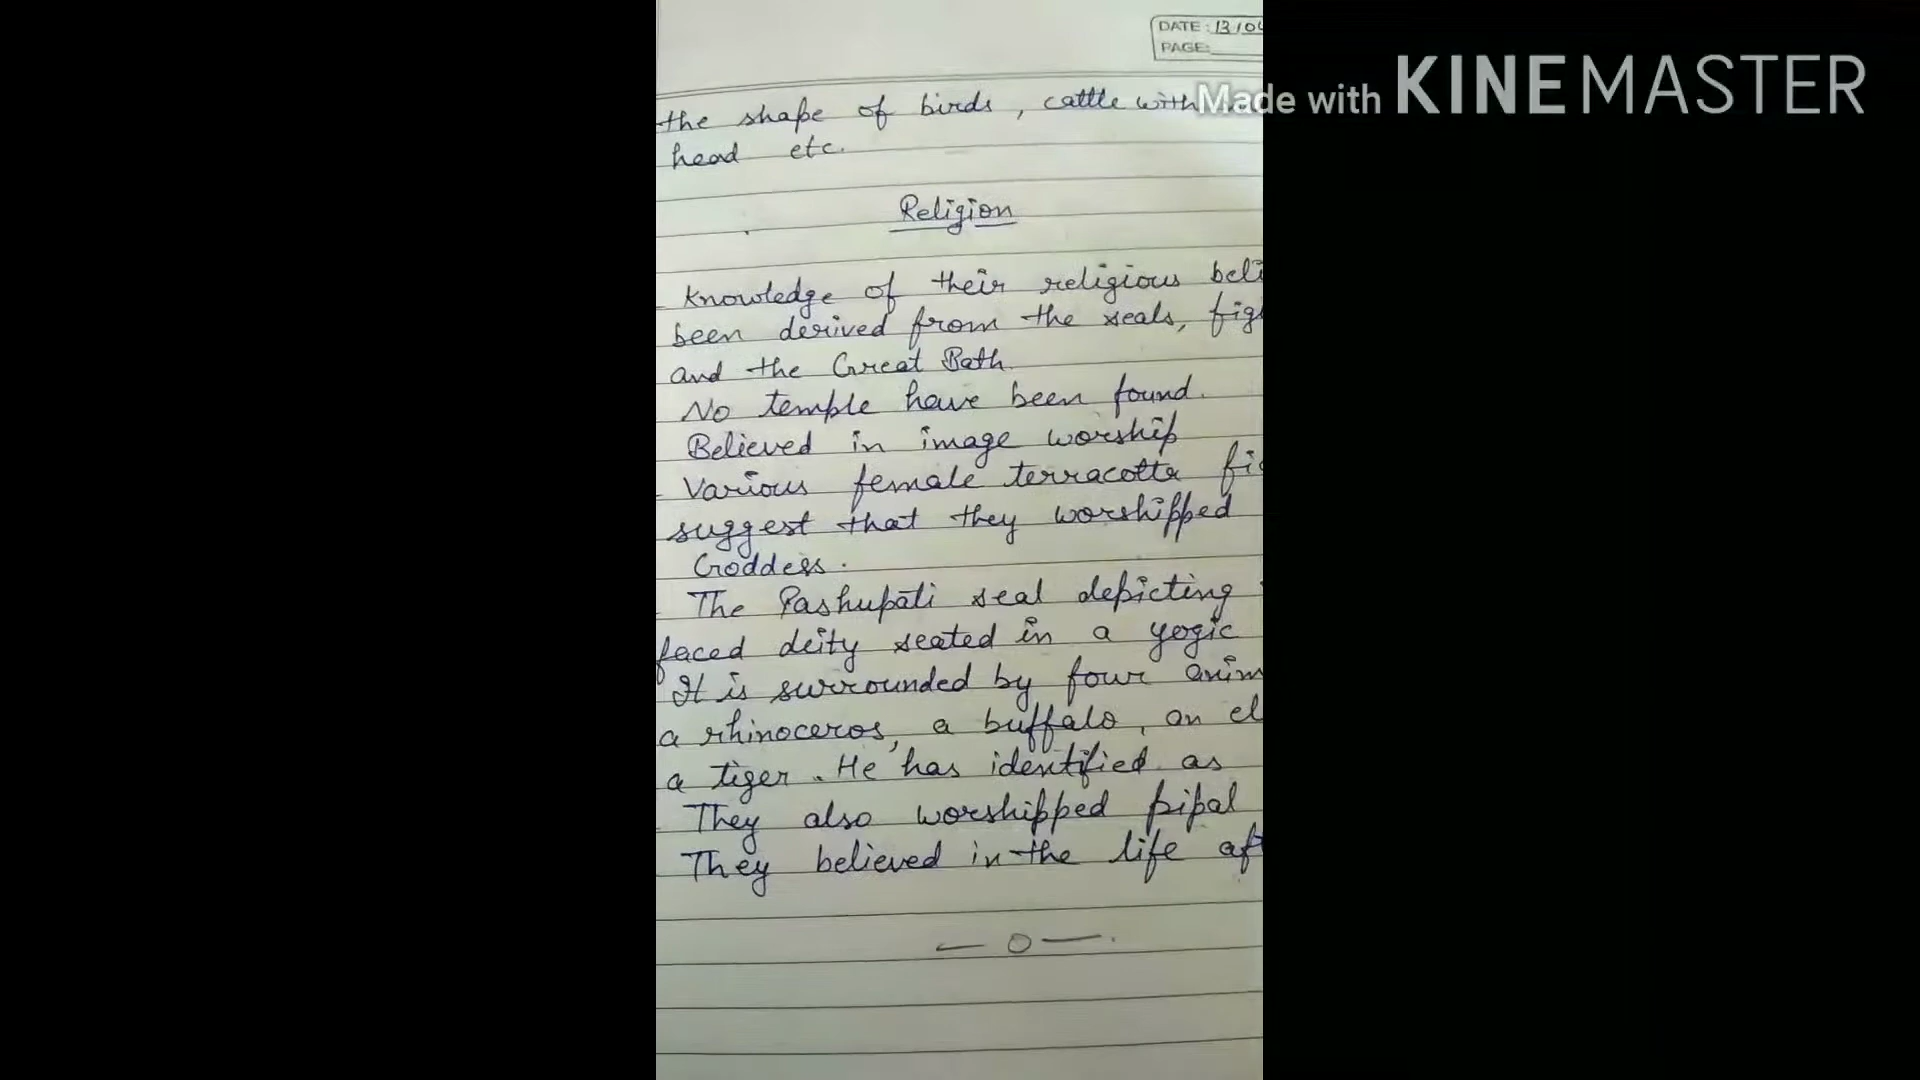 DATE: 13/04
PAGE:
Made with KINEMASTER
the shape of birds, cattle with
head etc.
Religion
Knowledge of their religious beli
been derived from the seals, fig
and the Great Bath.
No temple have been found.
Believed in image worship
Various female terracotta fi
suggest that they worshipped
Goddess.
The Pashupati seal depicting
faced deity seated in a yogic
It is surrounded by four anim
a rhinoceros, a buffalo, an el
a tiger. He has identified as
They also worshipped pipal
They believed in the life aft